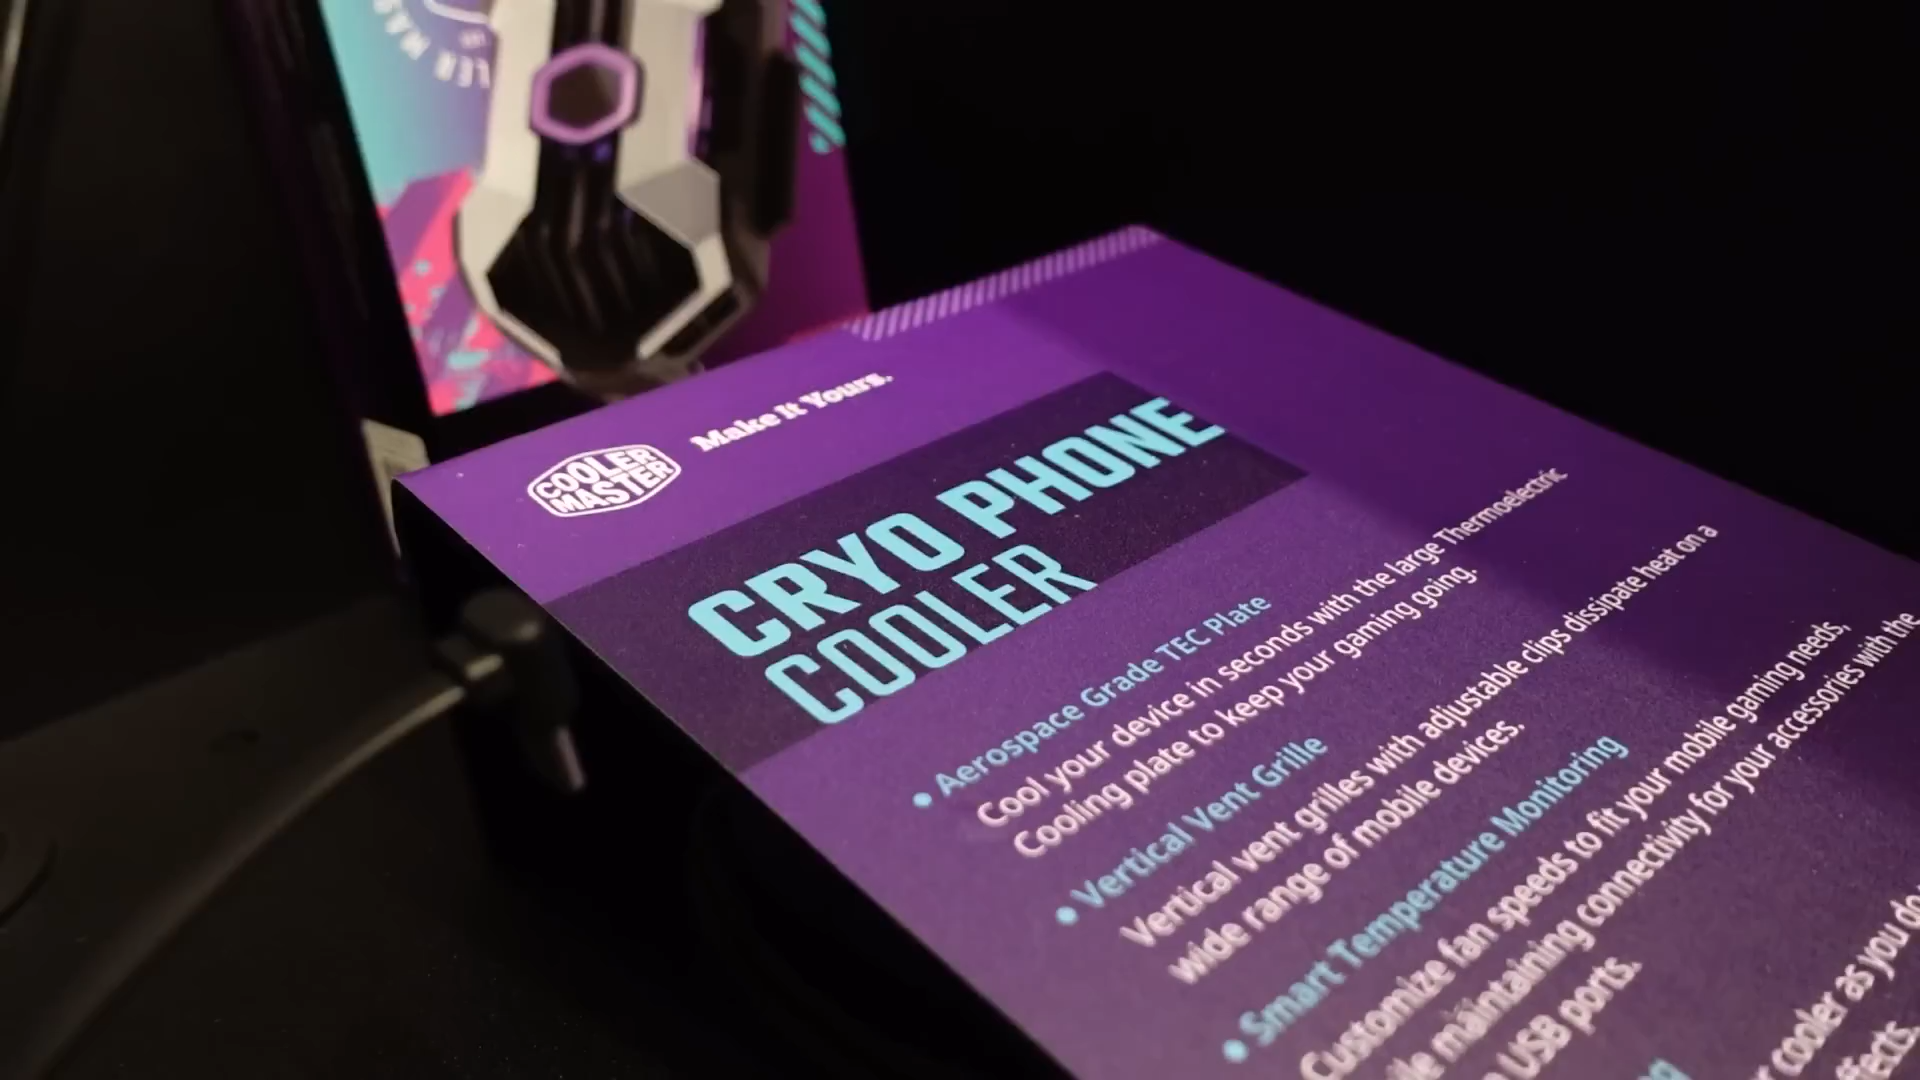 COOLER
MASTER
Make It Yours.
CRYO PHONE
COOLER
• Aerospace Grade TEC Plate
Cool your device in seconds with the large Thermoelectric
Cooling plate to keep your gaming going.
• Vertical Vent Grille
Vertical vent grilles with adjustable clips dissipate heat on a
wide range of mobile devices.
• Smart Temperature Monitoring
Customize fan speeds to fit your mobile gaming needs,
maintaining connectivity for your accessories with the
USB ports.
cooler as you do